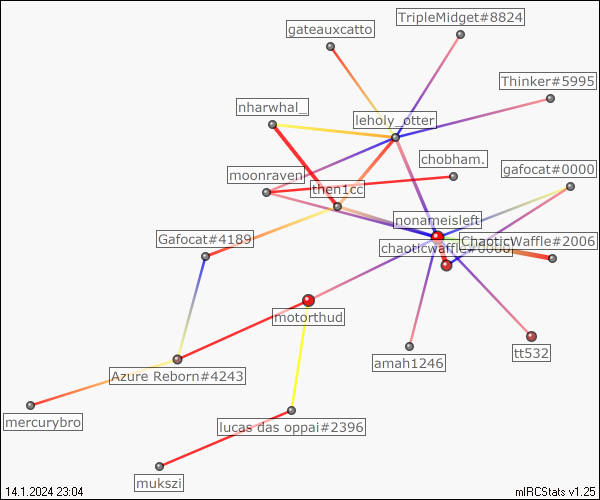 TripleMidget#8824
gateauxcatto
Thinker#5995
nharwhal_
leholy_otter
chobham.
moonraven
gafocat#0000
then1cc
nonameisleft
Gafocat#4189
chaoticwaffle#0000
ChaoticWaffle#2006
motorthud
tt532
amah1246
Azure Reborn#4243
mercurybro
lucas das oppai#2396
mukszi
14.1.2024 23:04
mIRCStats v1.25